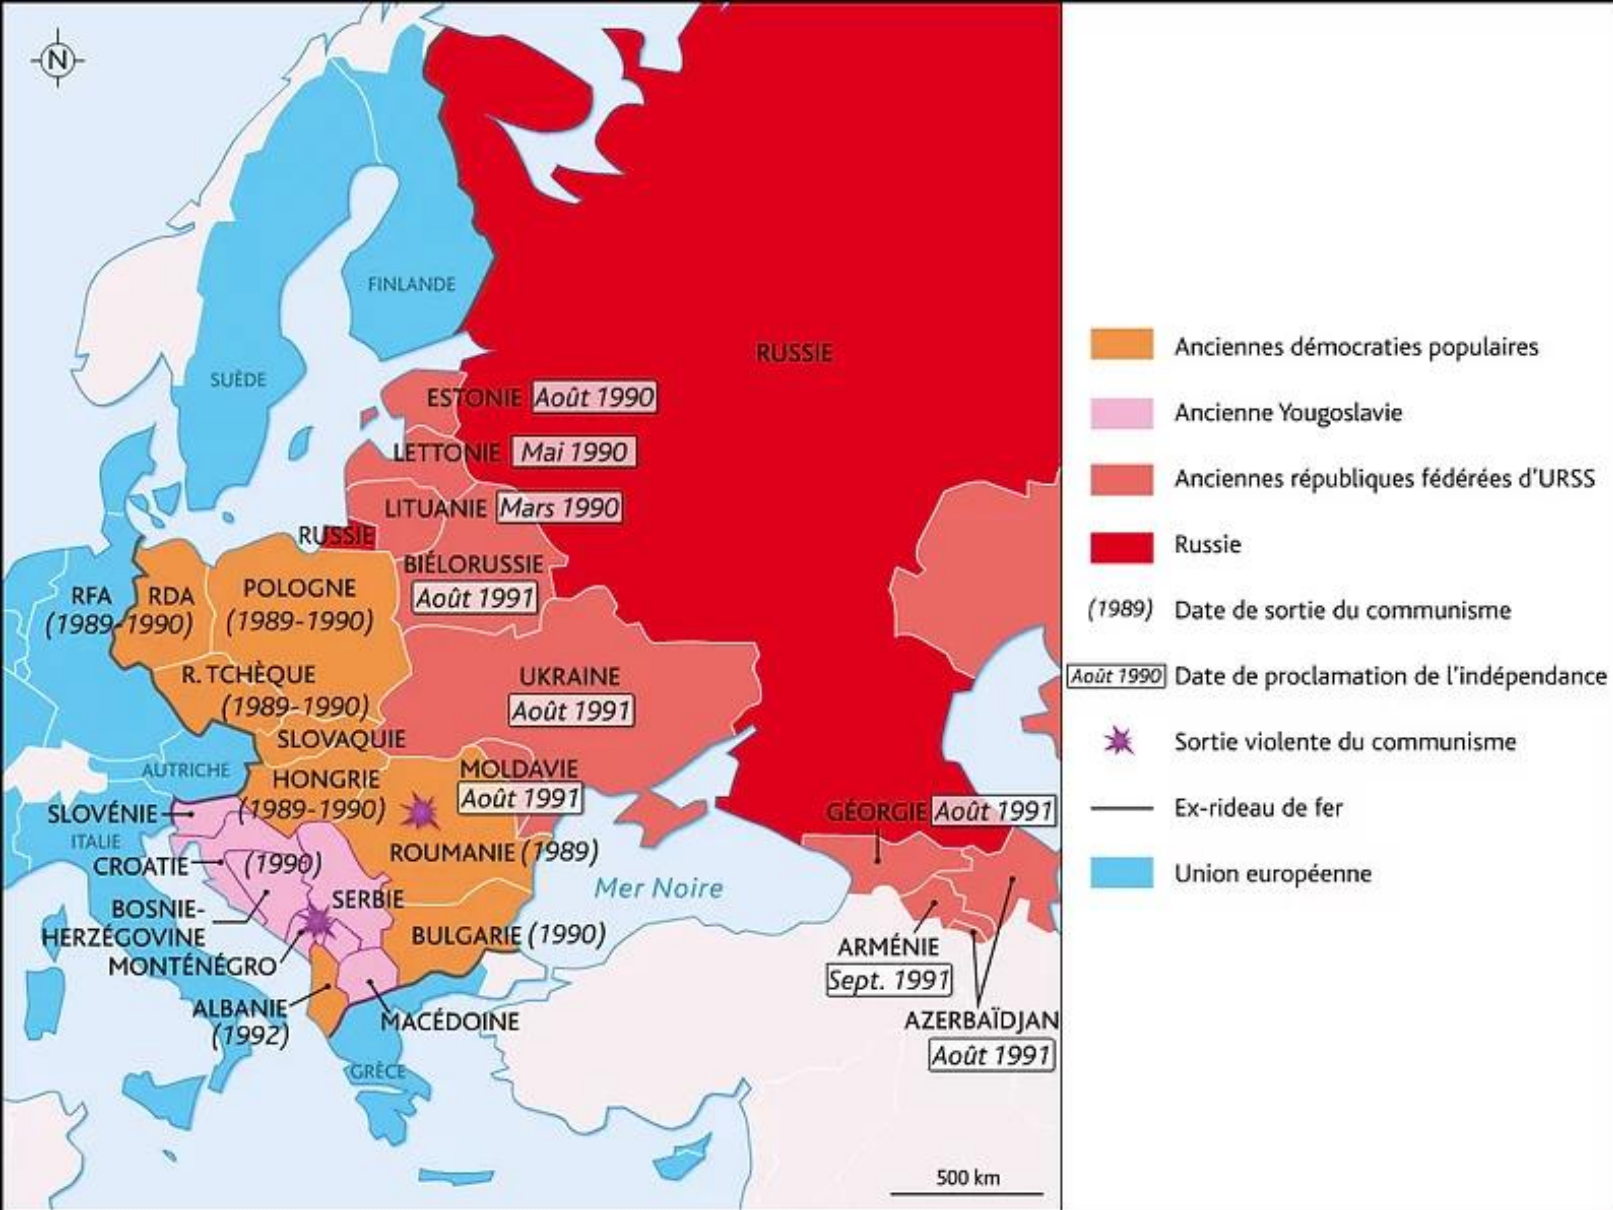 N
FINLANDE
SUÈDE
RUSSIE
ESTONIE Août 1990
LETTONIE Mai 1990
LITUANIE Mars 1990
RUSSIE
BIÉLORUSSIE
Août 1991
RFA
RDA
(1989-1990)
POLOGNE
(1989-1990)
R. TCHÈQUE
(1989-1990)
UKRAINE
Août 1991
SLOVAQUIE
AUTRICHE
HONGRIE
(1989-1990)
MOLDAVIE
Août 1991
SLOVÉNIE
ITALIE
CROATIE
(1990)
ROUMANIE (1989)
GÉORGIE Août 1991
Mer Noire
SERBIE
BOSNIE-
HERZÉGOVINE
BULGARIE (1990)
MONTÉNÉGRO
ARMÉNIE
Sept. 1991
ALBANIE
(1992)
MACÉDOINE
AZERBAÏDJAN
Août 1991
GRÈCE
500 km
Anciennes démocraties populaires
Ancienne Yougoslavie
Anciennes républiques fédérées d'URSS
Russie
(1989) Date de sortie du communisme
Août 1990 Date de proclamation de l'indépendance
Sortie violente du communisme
Ex-rideau de fer
Union européenne